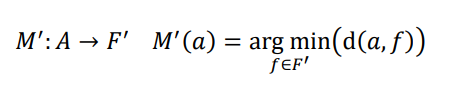 M′: A → F′   M′(a) = arg min(d(a, f))
f∈F′